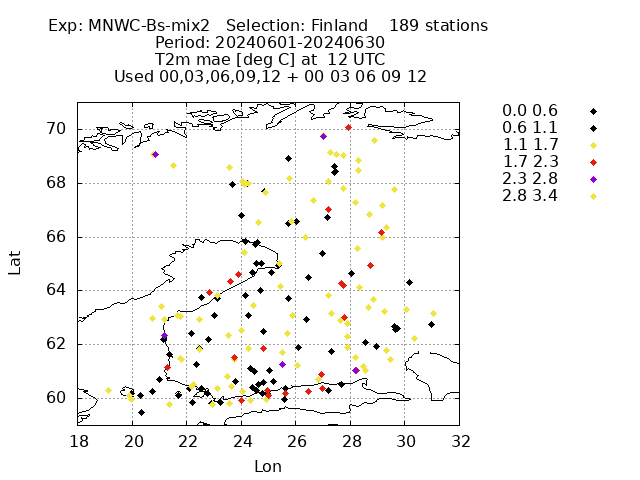 Exp: MNWC-Bs-mix2 Selection: Finland 189 stations
Period: 20240601-20240630
T2m mae [deg C] at 12 UTC
Used 00,03,06,09,12 + 00 03 06 09 12
0.0 0.6
0.6 1.1
1.1 1.7
1.7 2.3
2.3 2.8
2.8 3.4
70
68
66
64
62
60
Lat
18 20 22 24 26 28 30 32
Lon